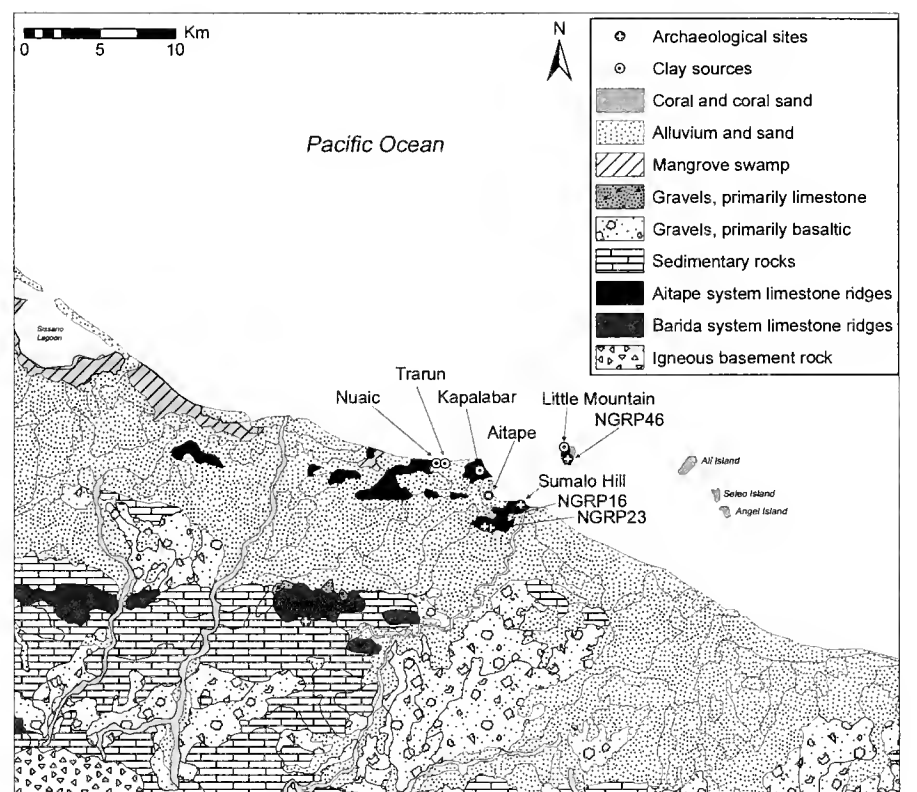 Km
0 5 10
N
Archaeological sites
Clay sources
Coral and coral sand
Alluvium and sand
Mangrove swamp
Gravels, primarily limestone
Gravels, primarily basaltic
Sedimentary rocks
Aitape system limestone ridges
Barida system limestone ridges
Igneous basement rock
Pacific Ocean
Sissano
Lagoon
Trarun
Nuaic
Kapalabar
Aitape
Little Mountain
NGRP46
Sumalo Hill
NGRP16
NGRP23
Ali Island
Seleo Island
Angel Island